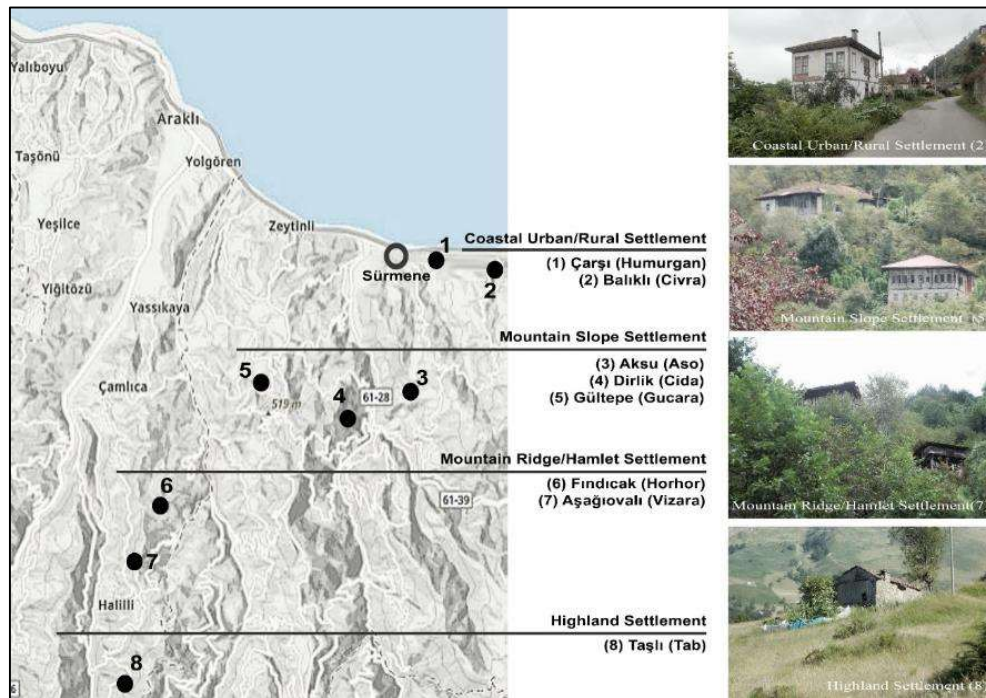 Yalıboyu
Araklı
Taşönü
Yolgören
Yeşilce
Zeytinli
Sürmene
1
2
Yiğitözü
Yassıkaya
Çamlıca
5
519 m
4
61-28
3
6
61-39
7
Halilli
8
6
Coastal Urban/Rural Settlement
(1) Çarşı (Humurgan)
(2) Balıklı (Civra)
Mountain Slope Settlement
(3) Aksu (Aso)
(4) Dirlik (Cida)
(5) Gültepe (Gucara)
Mountain Ridge/Hamlet Settlement
(6) Fındıcak (Horhor)
(7) Aşağıovalı (Vizara)
Highland Settlement
(8) Taşlı (Tab)
Coastal Urban/Rural Settlement (2
Mountain Slope Settlement (5
Mountain Ridge/Hamlet Settlement(7
Highland Settlement (8)